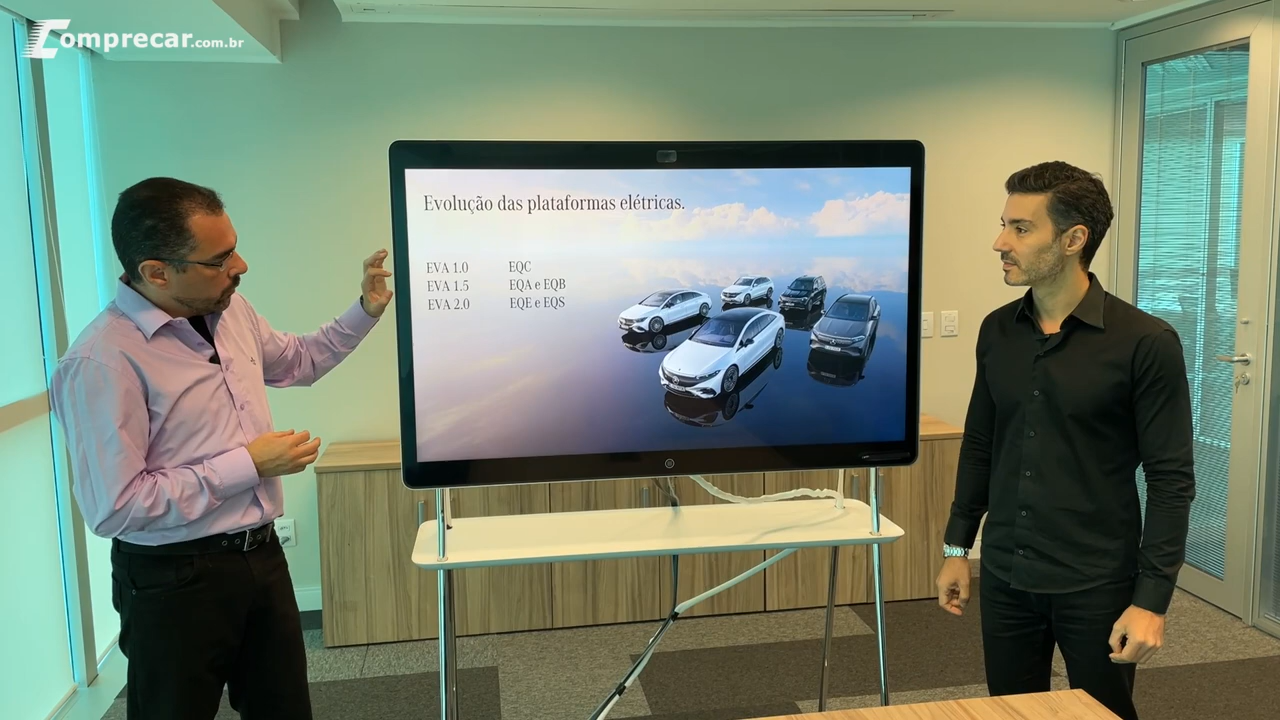 Comprecar.com.br
Evolução das plataformas elétricas.
EVA 1.0 EQC
EVA 1.5 EQA e EQB
EVA 2.0 EQE e EQS